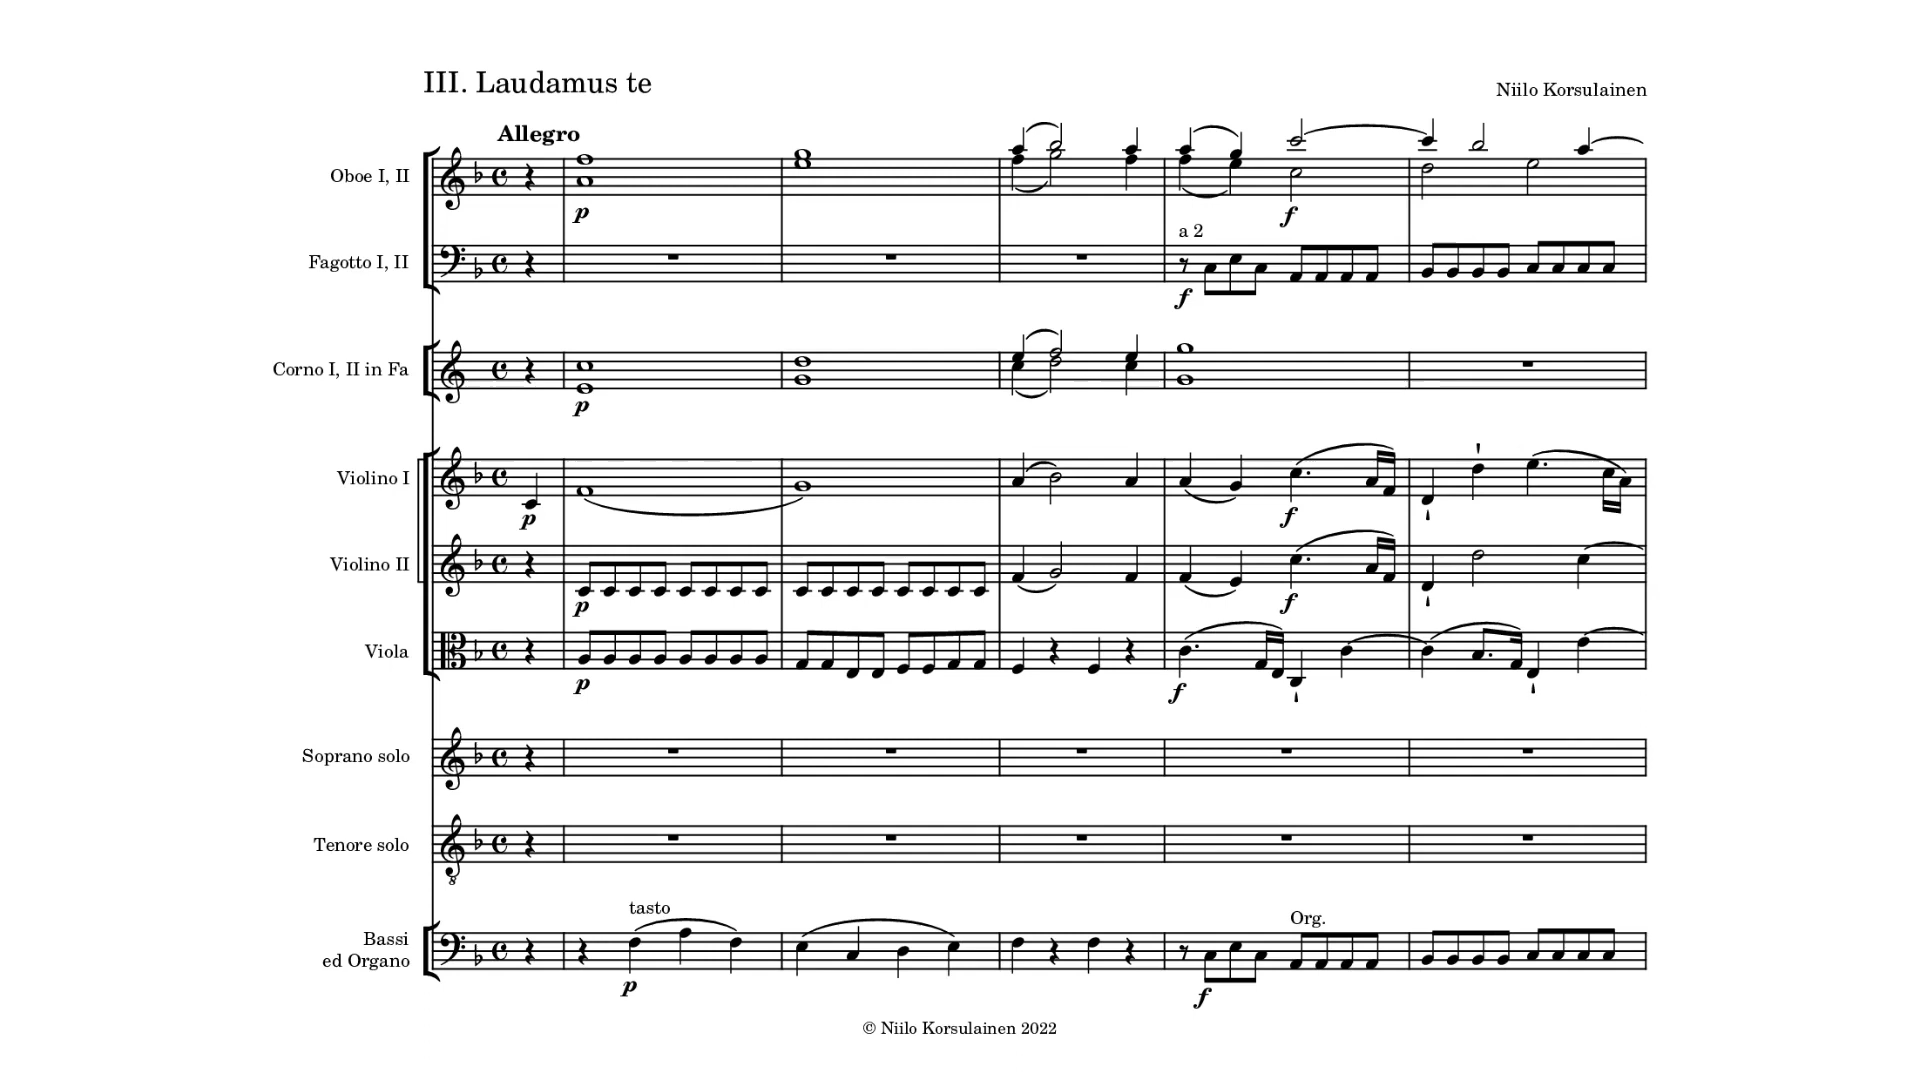 III. Laudamus te
Niilo Korsulainen
Allegro
Oboe I, II
p
f
a 2
Fagotto I, II
f
Corno I, II in Fa
p
Violino I
p
f
Violino II
p
f
Viola
p
f
Soprano solo
Tenore solo
8
tasto
Org.
Bassi
ed Organo
p
f
© Niilo Korsulainen 2022